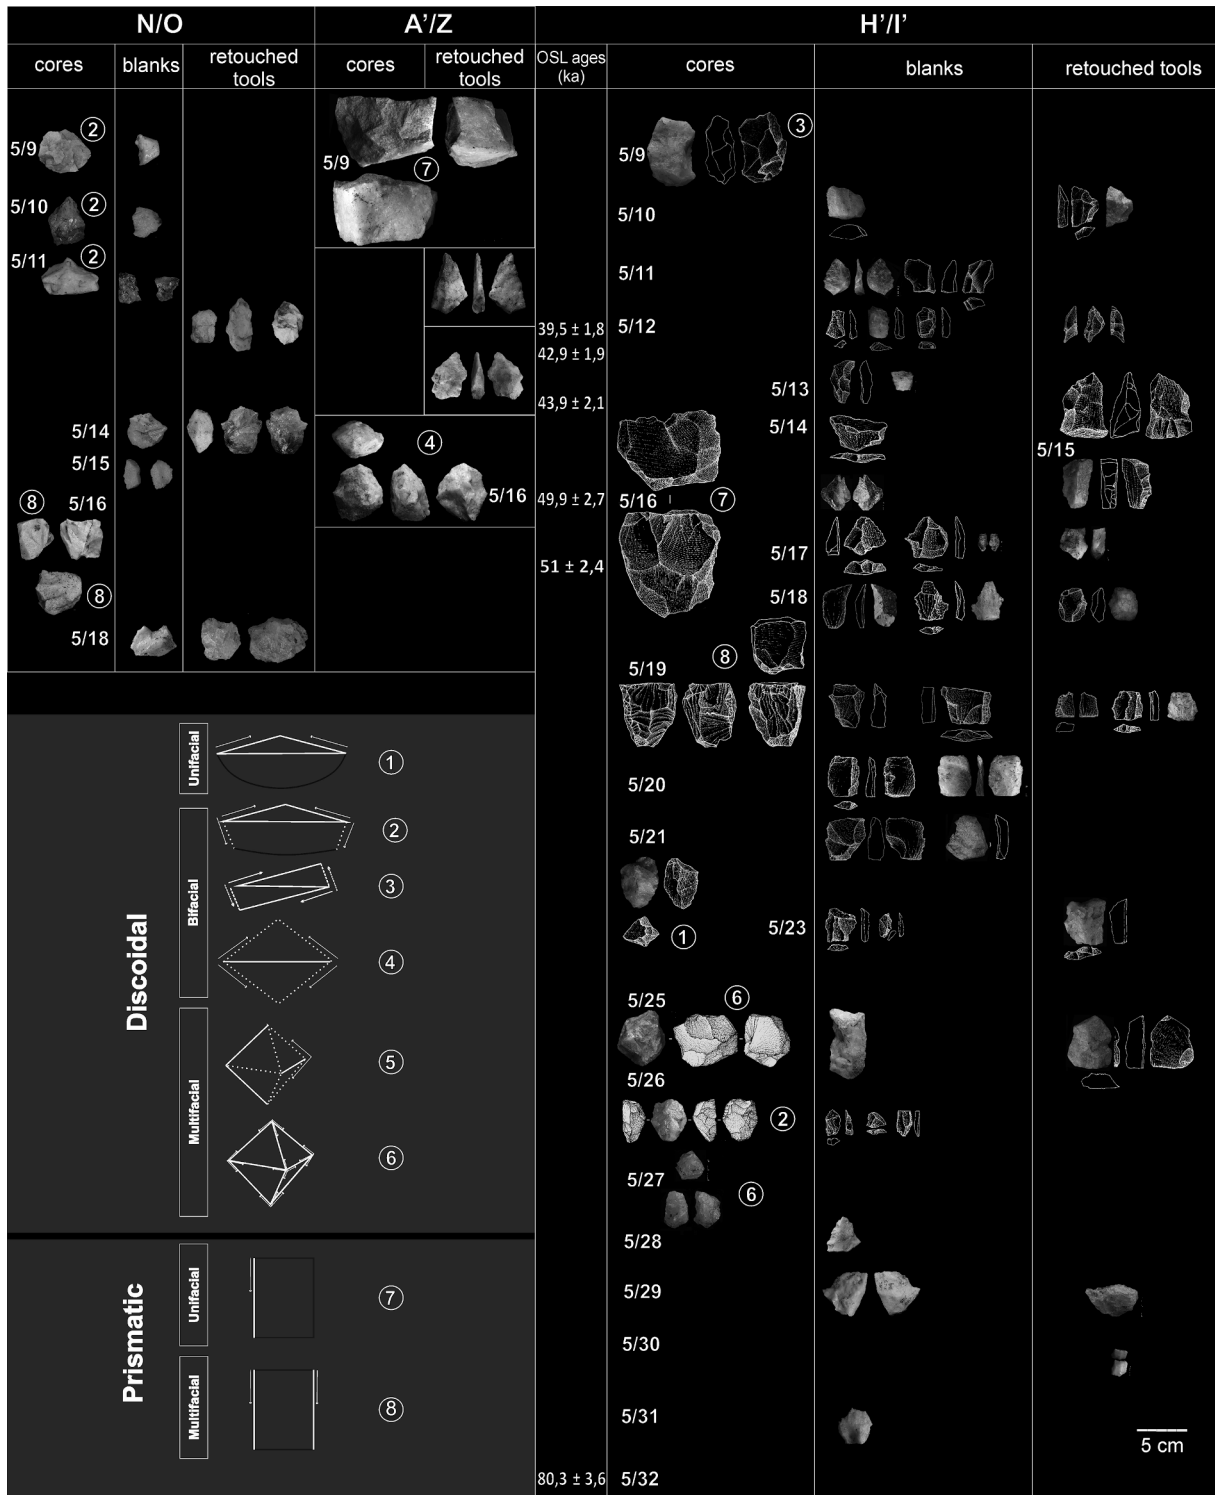 N/O
A'/Z
H'/I'
cores
blanks
retouched
tools
cores
retouched
tools
OSL ages
(ka)
cores
blanks
retouched tools
5/9
②
5/10
②
5/11
②
5/14
5/15
5/16
⑧
⑧
5/18
5/9
⑦
④
5/16
39,5 ± 1,8
42,9 ± 1,9
43,9 ± 2,1
49,9 ± 2,7
51 ± 2,4
80,3 ± 3,6
5/9
③
5/10
5/11
5/12
5/13
5/14
5/15
5/16
⑦
5/17
5/18
5/19
⑧
5/20
5/21
①
5/23
5/25
⑥
5/26
②
5/27
⑥
5/28
5/29
5/30
5/31
5/32
5 cm
Discoidal
Unifacial
①
Bifacial
②
③
④
Multifacial
⑤
⑥
Prismatic
Unifacial
⑦
Multifacial
⑧